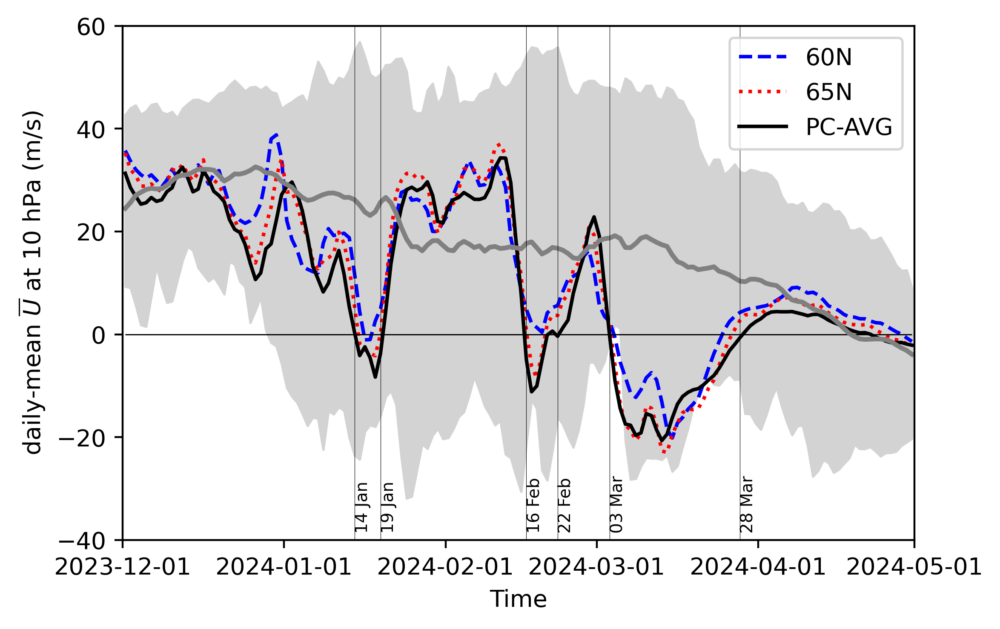 60
40
20
0
−20
−40
daily-mean U̅ at 10 hPa (m/s)
60N
65N
PC-AVG
14 Jan
19 Jan
16 Feb
22 Feb
03 Mar
28 Mar
2023-12-01 2024-01-01 2024-02-01 2024-03-01 2024-04-01 2024-05-01
Time